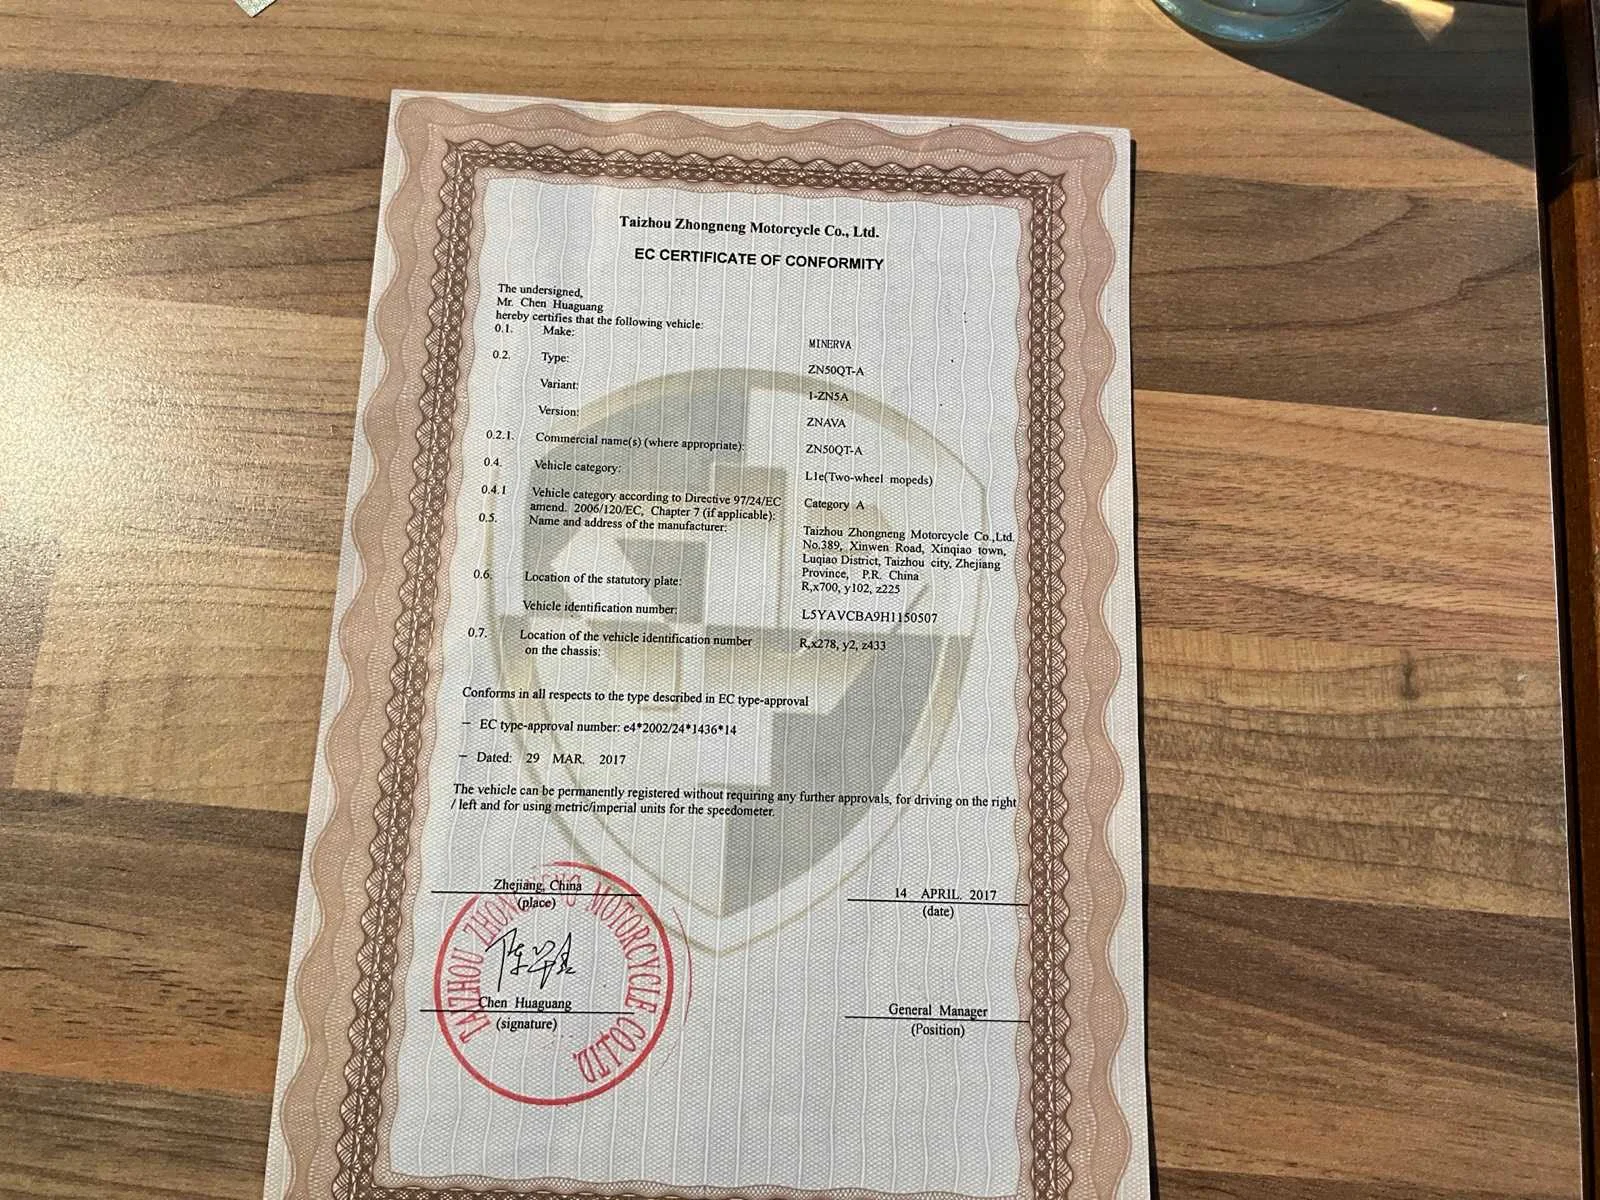 Taizhou Zhongneng Motorcycle Co., Ltd.
EC CERTIFICATE OF CONFORMITY
The undersigned,
Mr. Chen Huaguang
hereby certifies that the following vehicle:
0.1. Make: MINERVA
0.2. Type: ZN50QT-A
Variant: 1-ZN5A
Version: ZNAVA
0.2.1. Commercial name(s) (where appropriate): ZN50QT-A
0.4. Vehicle category: L1e(Two-wheel mopeds)
0.4.1 Vehicle category according to Directive 97/24/EC
amend. 2006/120/EC, Chapter 7 (if applicable): Category A
0.5. Name and address of the manufacturer: Taizhou Zhongneng Motorcycle Co.,Ltd.
No.389, Xinwen Road, Xinqiao town,
Luqiao District, Taizhou city, Zhejiang
Province, P.R. China
0.6. Location of the statutory plate: R,x700, y102, z225
Vehicle identification number: L5YAVCBA9H1150507
0.7. Location of the vehicle identification number
on the chassis: R,x278, y2, z433
Conforms in all respects to the type described in EC type-approval
– EC type-approval number: e4*2002/24*1436*14
– Dated: 29 MAR. 2017
The vehicle can be permanently registered without requiring any further approvals, for driving on the right
/ left and for using metric/imperial units for the speedometer.
Zhejiang, China
(place)
14 APRIL. 2017
(date)
TAIZHOU ZHONGNENG MOTORCYCLE CO.LTD.
Chen Huaguang
(signature)
General Manager
(Position)